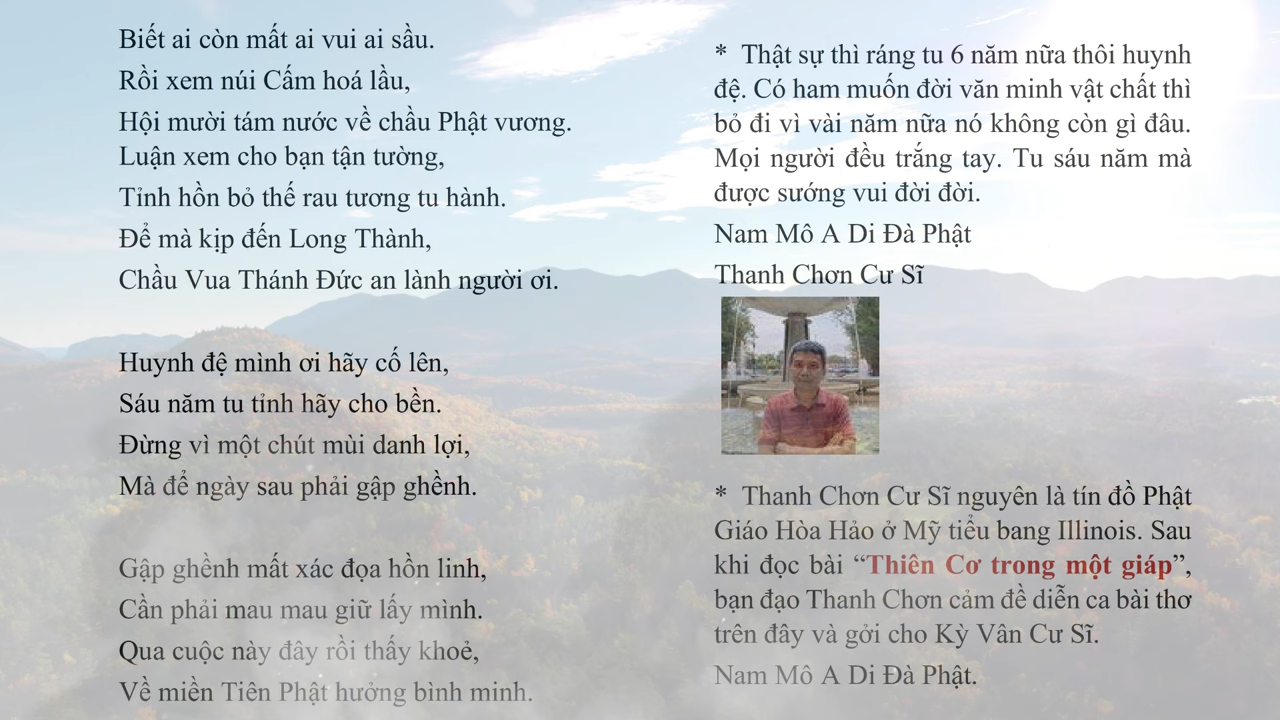 Biết ai còn mất ai vui ai sầu.
Rồi xem núi Cấm hoá lầu,
Hội mười tám nước về chầu Phật vương.
Luận xem cho bạn tận tường,
Tỉnh hồn bỏ thế rau tương tu hành.
Để mà kịp đến Long Thành,
Chầu Vua Thánh Đức an lành người ơi.
Huynh đệ mình ơi hãy cố lên,
Sáu năm tu tỉnh hãy cho bền.
Đừng vì một chút mùi danh lợi,
Mà để ngày sau phải gập ghềnh.
Gập ghềnh mất xác đọa hồn linh,
Cần phải mau mau giữ lấy mình.
Qua cuộc này đây rồi thấy khoẻ,
Về miền Tiên Phật hưởng bình minh.
* Thật sự thì ráng tu 6 năm nữa thôi huynh
đệ. Có ham muốn đời văn minh vật chất thì
bỏ đi vì vài năm nữa nó không còn gì đâu.
Mọi người đều trắng tay. Tu sáu năm mà
được sướng vui đời đời.
Nam Mô A Di Đà Phật
Thanh Chơn Cư Sĩ
* Thanh Chơn Cư Sĩ nguyên là tín đồ Phật
Giáo Hòa Hảo ở Mỹ tiểu bang Illinois. Sau
khi đọc bài “Thiên Cơ trong một giáp”,
bạn đạo Thanh Chơn cảm đề diễn ca bài thơ
trên đây và gởi cho Kỳ Vân Cư Sĩ.
Nam Mô A Di Đà Phật.